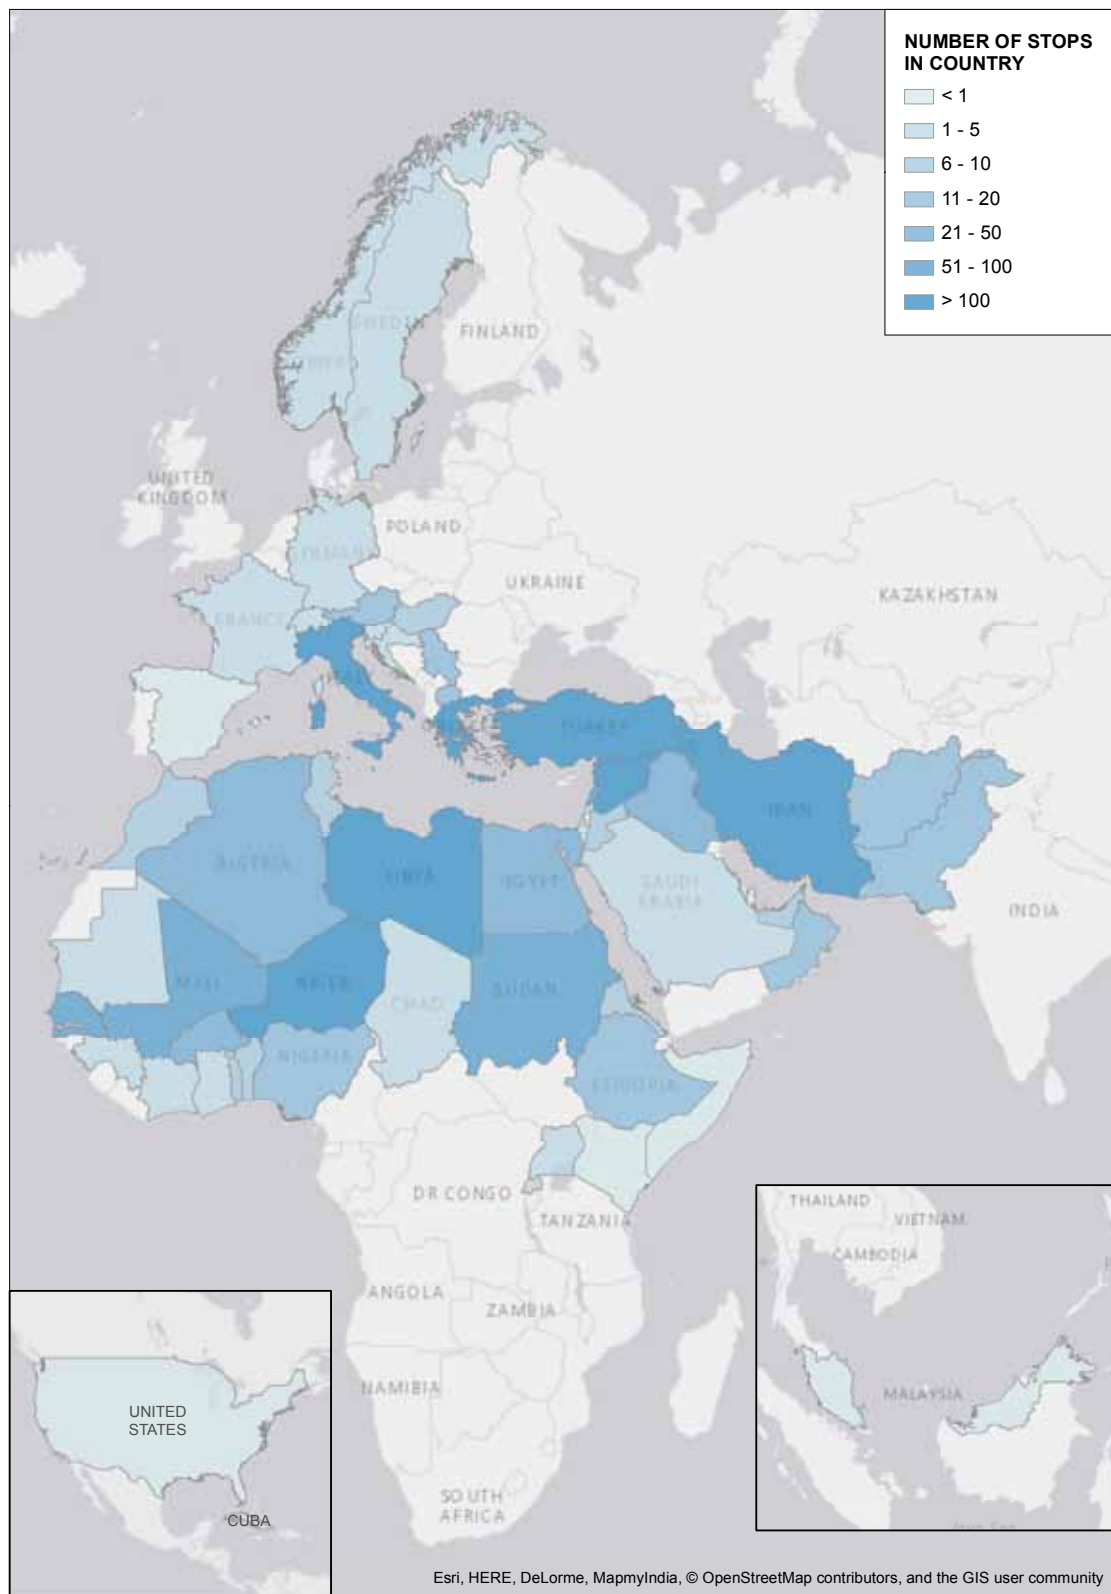 NUMBER OF STOPS
IN COUNTRY
< 1
1 - 5
6 - 10
11 - 20
21 - 50
51 - 100
> 100
SWEDEN
FINLAND
UNITED
KINGDOM
POLAND
GERMANY
UKRAINE
KAZAKHSTAN
FRANCE
TURKEY
IRAN
ALGERIA
LIBYA
EGYPT
SAUDI
ARABIA
INDIA
MALI
NIGER
CHAD
SUDAN
NIGERIA
ETHIOPIA
DR CONGO
TANZANIA
ANGOLA
ZAMBIA
NAMIBIA
SOUTH
AFRICA
THAILAND
VIETNAM
CAMBODIA
MALAYSIA
UNITED
STATES
CUBA
Esri, HERE, DeLorme, MapmyIndia, © OpenStreetMap contributors, and the GIS user community